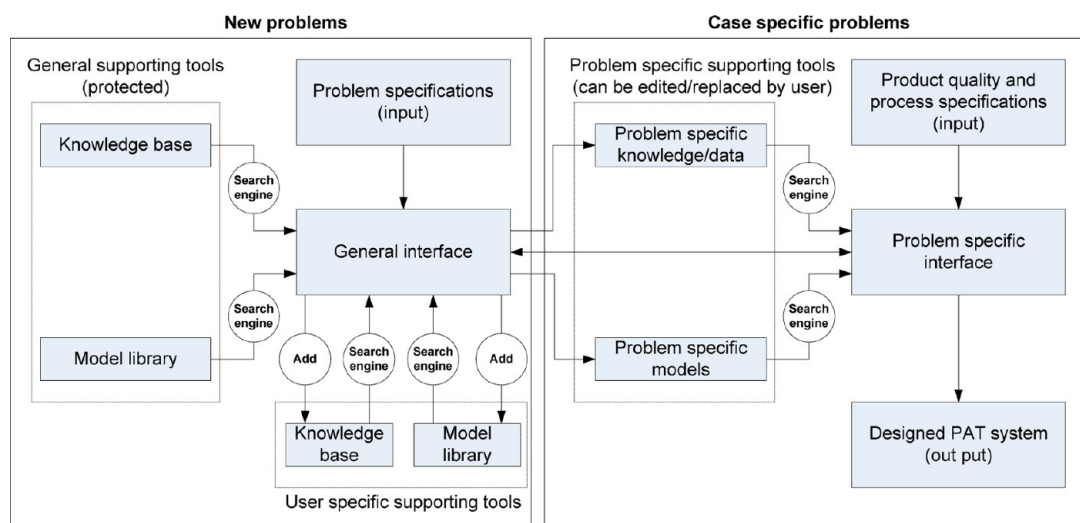 New problems
General supporting tools
(protected)
Knowledge base
Search
engine
Model library
Search
engine
Problem specifications
(input)
General interface
Add
Search
engine
Search
engine
Add
Knowledge
base
Model
library
User specific supporting tools
Case specific problems
Problem specific supporting tools
(can be edited/replaced by user)
Problem specific
knowledge/data
Search
engine
Problem specific
models
Search
engine
Product quality and
process specifications
(input)
Problem specific
interface
Designed PAT system
(out put)